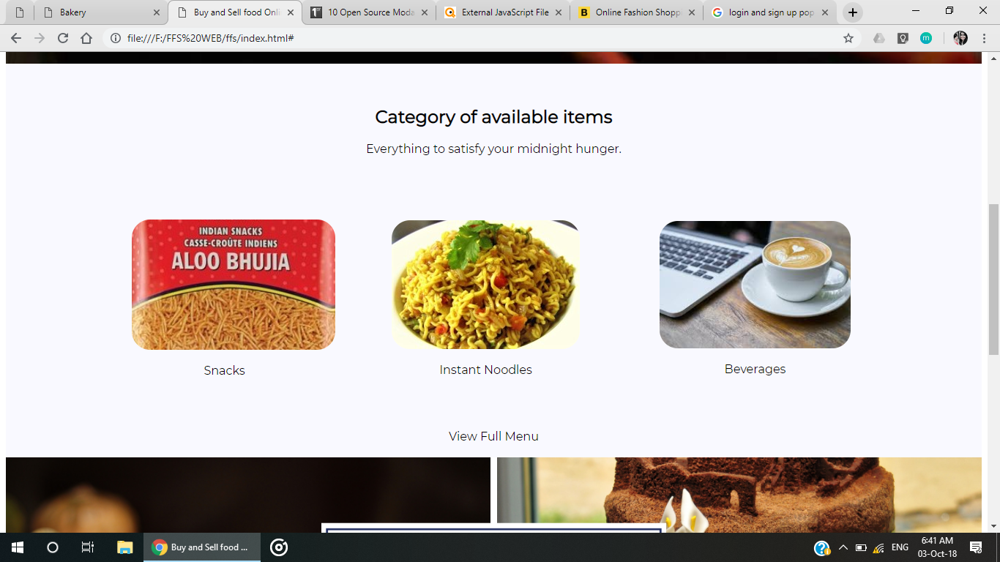 Bakery
Buy and Sell food Onli
10 Open Source Moda
External JavaScript File
Online Fashion Shopp
login and sign up pop
file:///F:/FFS%20WEB/ffs/index.html#
m
Category of available items
Everything to satisfy your midnight hunger.
INDIAN SNACKS
CASSE-CROÛTE INDIENS
ALOO BHUJIA
Snacks
Instant Noodles
Beverages
View Full Menu
Buy and Sell food ...
ENG
6:41 AM
03-Oct-18